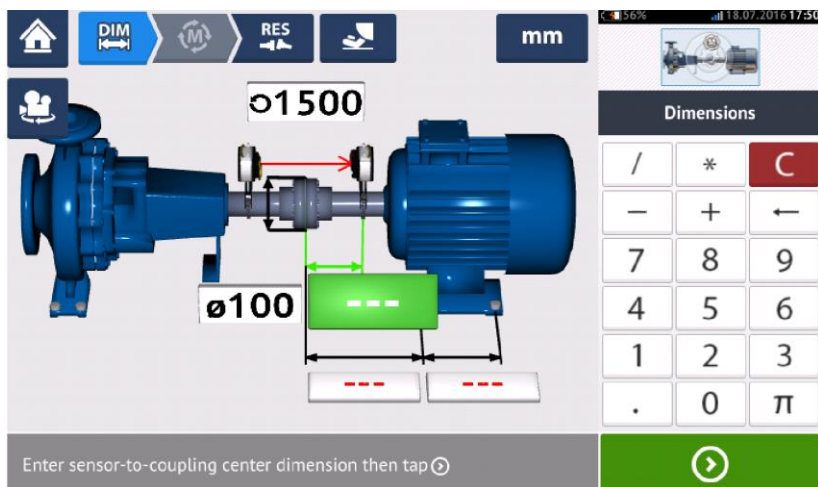 56% 18.07.2016 17:50
DIM
M
RES
mm
Dimensions
1500
ø100
---
---
---
/ * C
− + ←
7 8 9
4 5 6
1 2 3
. 0 π
Enter sensor-to-coupling center dimension then tap